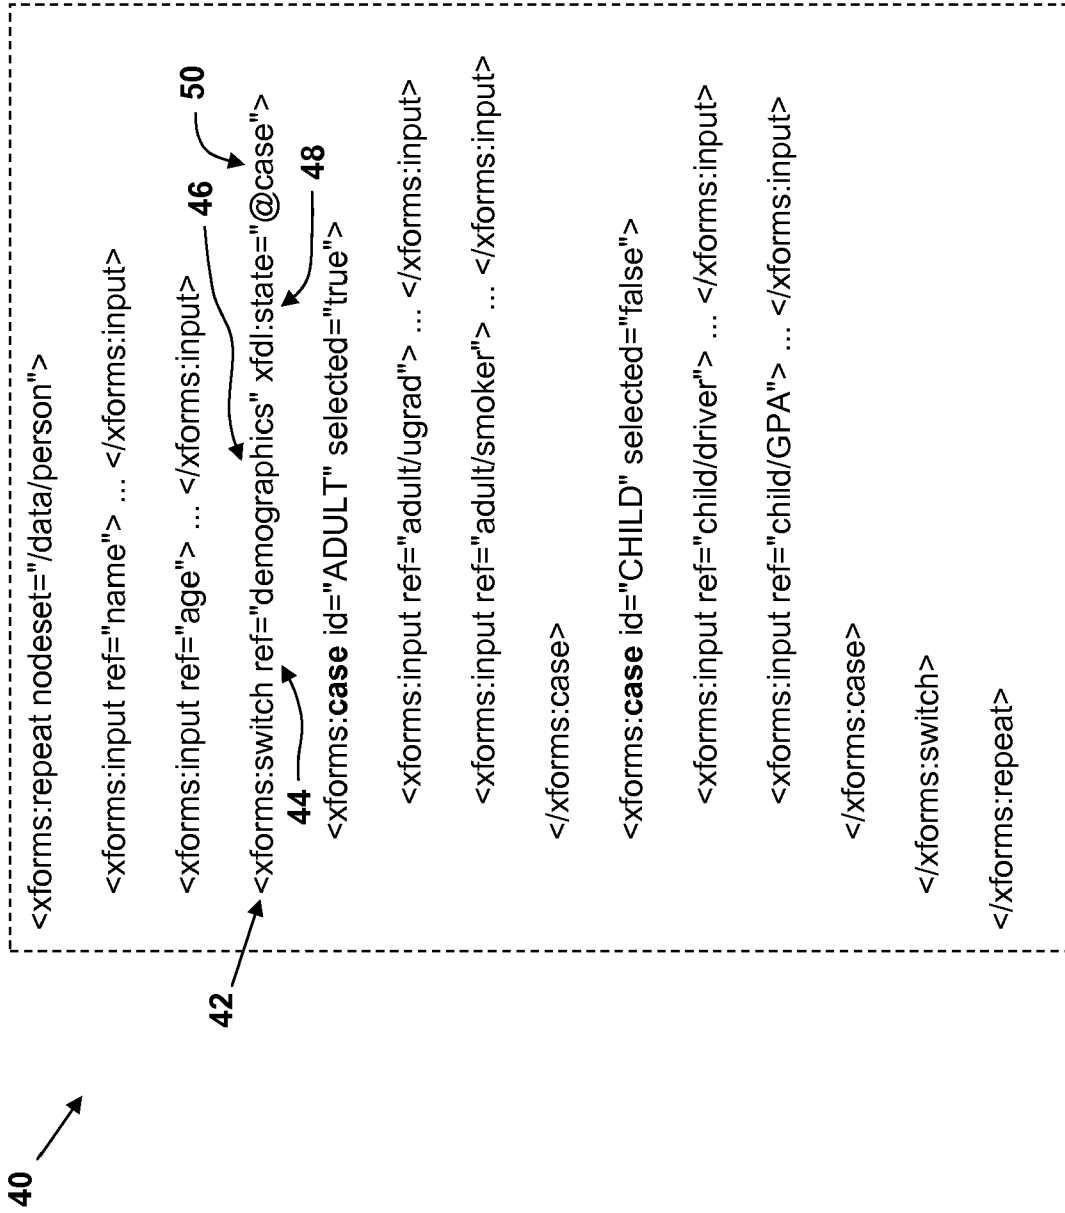 40
42
<xforms:repeat nodeset="/data/person">
<xforms:input ref="name"> ... </xforms:input>
<xforms:input ref="age"> ... </xforms:input>
46
50
<xforms:switch ref="demographics" xfdl:state="@case">
44
48
<xforms:case id="ADULT" selected="true">
<xforms:input ref="adult/ugrad"> ... </xforms:input>
<xforms:input ref="adult/smoker"> ... </xforms:input>
</xforms:case>
<xforms:case id="CHILD" selected="false">
<xforms:input ref="child/driver"> ... </xforms:input>
<xforms:input ref="child/GPA"> ... </xforms:input>
</xforms:case>
</xforms:switch>
</xforms:repeat>